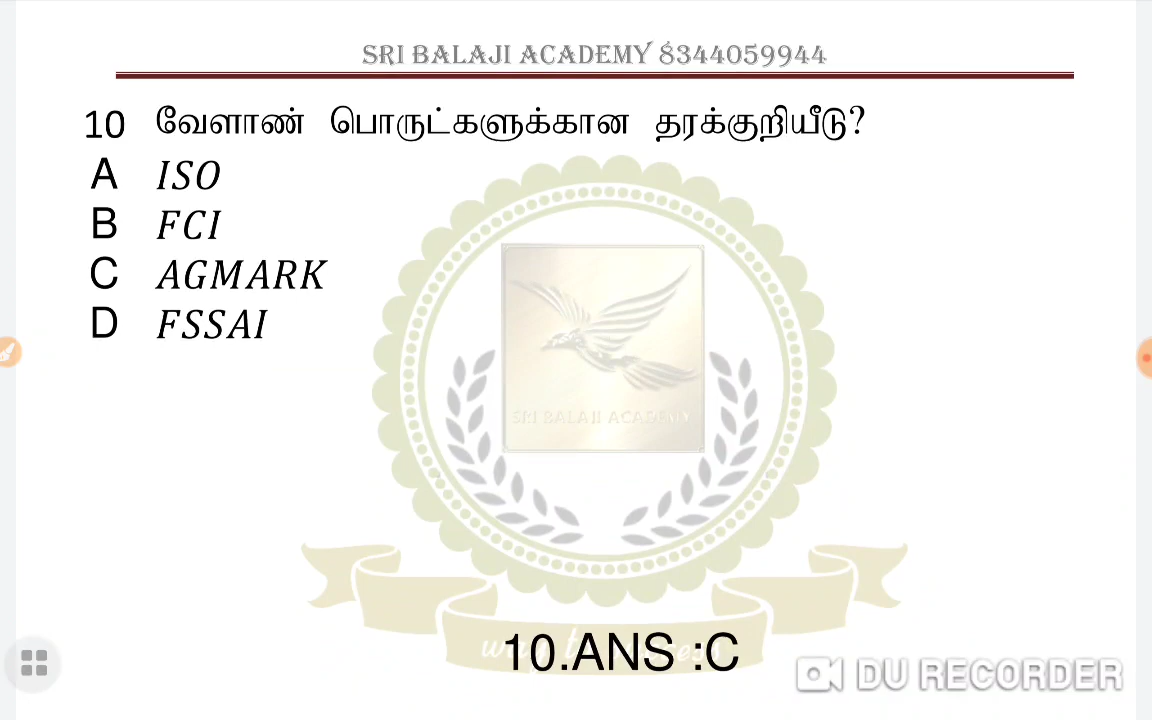 SRI BALAJI ACADEMY 8344059944
10 வேளாண் பொருட்களுக்கான தரக்குறியீடு?
A ISO
B FCI
C AGMARK
D FSSAI
SRI BALAJI ACADEMY
10.ANS :C
DU RECORDER